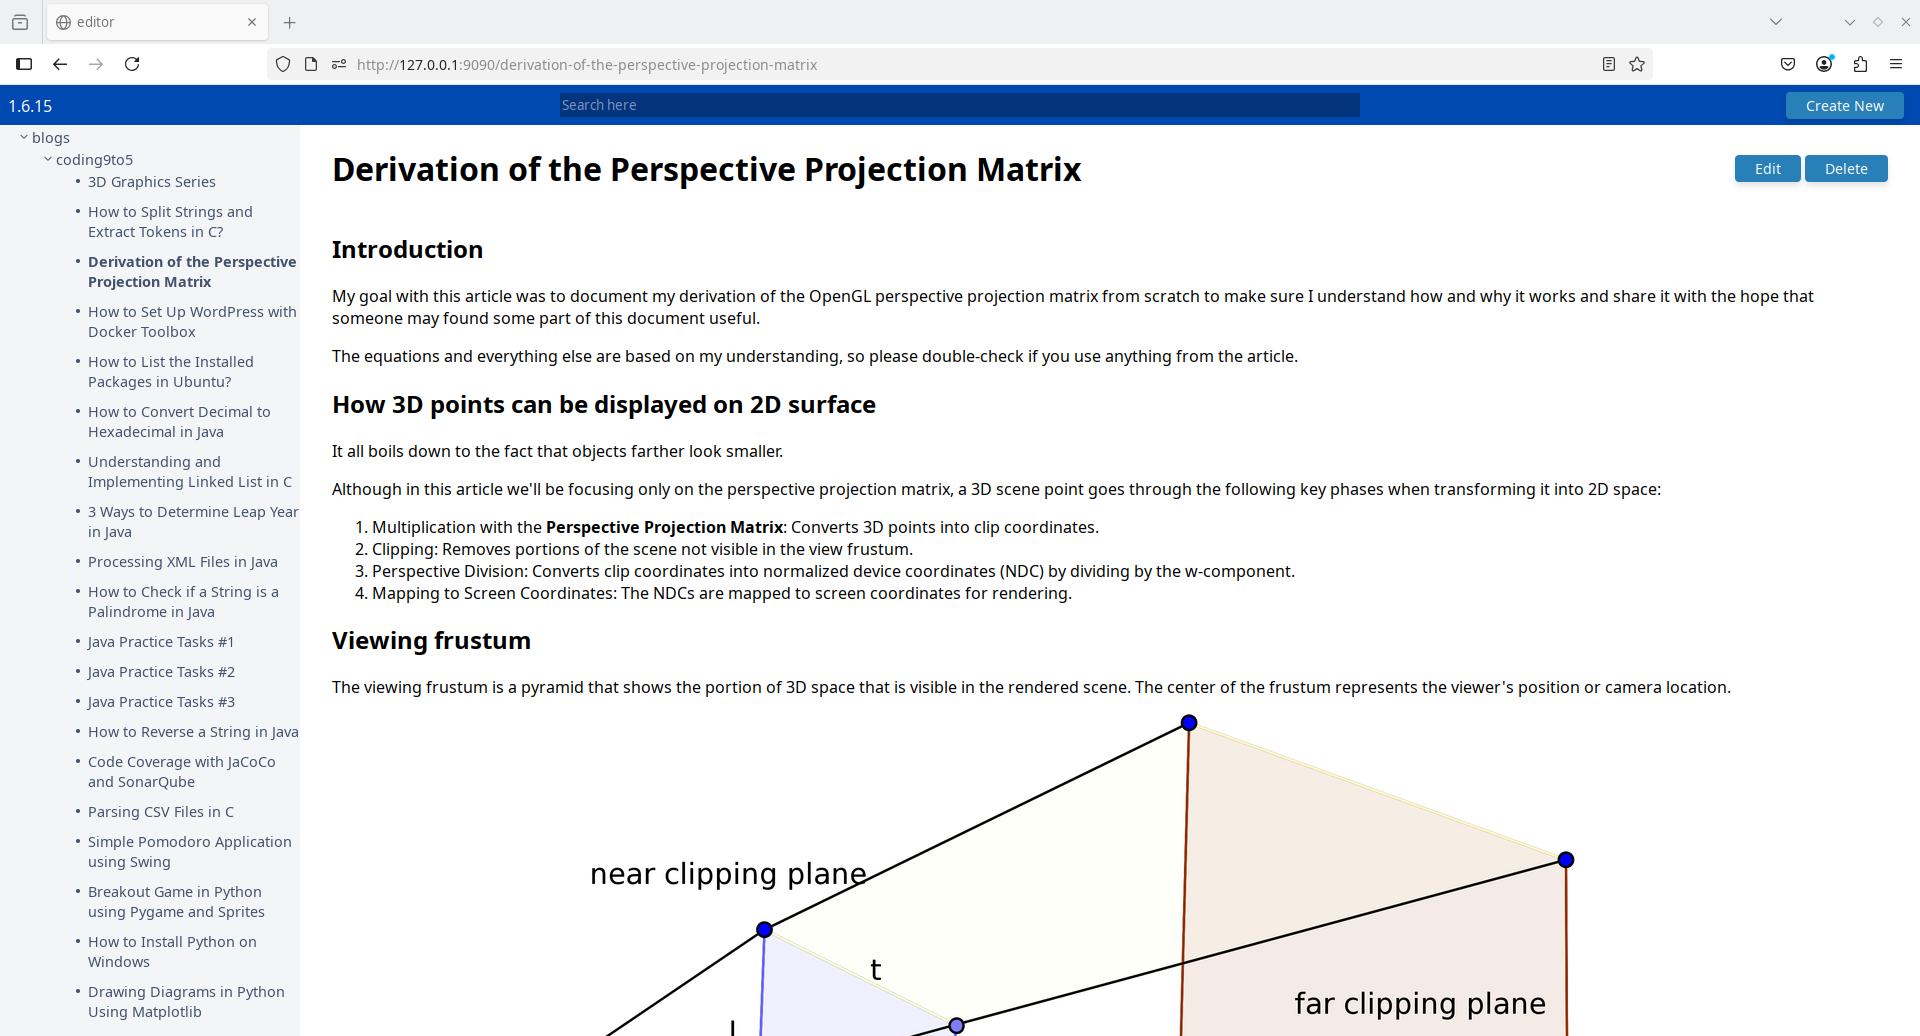 editor
http://127.0.0.1:9090/derivation-of-the-perspective-projection-matrix
1.6.15
Search here
Create New
blogs
coding9to5
• 3D Graphics Series
• How to Split Strings and
Extract Tokens in C?
• Derivation of the Perspective
Projection Matrix
• How to Set Up WordPress with
Docker Toolbox
• How to List the Installed
Packages in Ubuntu?
• How to Convert Decimal to
Hexadecimal in Java
• Understanding and
Implementing Linked List in C
• 3 Ways to Determine Leap Year
in Java
• Processing XML Files in Java
• How to Check if a String is a
Palindrome in Java
• Java Practice Tasks #1
• Java Practice Tasks #2
• Java Practice Tasks #3
• How to Reverse a String in Java
• Code Coverage with JaCoCo
and SonarQube
• Parsing CSV Files in C
• Simple Pomodoro Application
using Swing
• Breakout Game in Python
using Pygame and Sprites
• How to Install Python on
Windows
• Drawing Diagrams in Python
Using Matplotlib
Derivation of the Perspective Projection Matrix
Edit
Delete
Introduction
My goal with this article was to document my derivation of the OpenGL perspective projection matrix from scratch to make sure I understand how and why it works and share it with the hope that
someone may found some part of this document useful.
The equations and everything else are based on my understanding, so please double-check if you use anything from the article.
How 3D points can be displayed on 2D surface
It all boils down to the fact that objects farther look smaller.
Although in this article we'll be focusing only on the perspective projection matrix, a 3D scene point goes through the following key phases when transforming it into 2D space:
1. Multiplication with the Perspective Projection Matrix: Converts 3D points into clip coordinates.
2. Clipping: Removes portions of the scene not visible in the view frustum.
3. Perspective Division: Converts clip coordinates into normalized device coordinates (NDC) by dividing by the w-component.
4. Mapping to Screen Coordinates: The NDCs are mapped to screen coordinates for rendering.
Viewing frustum
The viewing frustum is a pyramid that shows the portion of 3D space that is visible in the rendered scene. The center of the frustum represents the viewer's position or camera location.
near clipping plane
t
far clipping plane